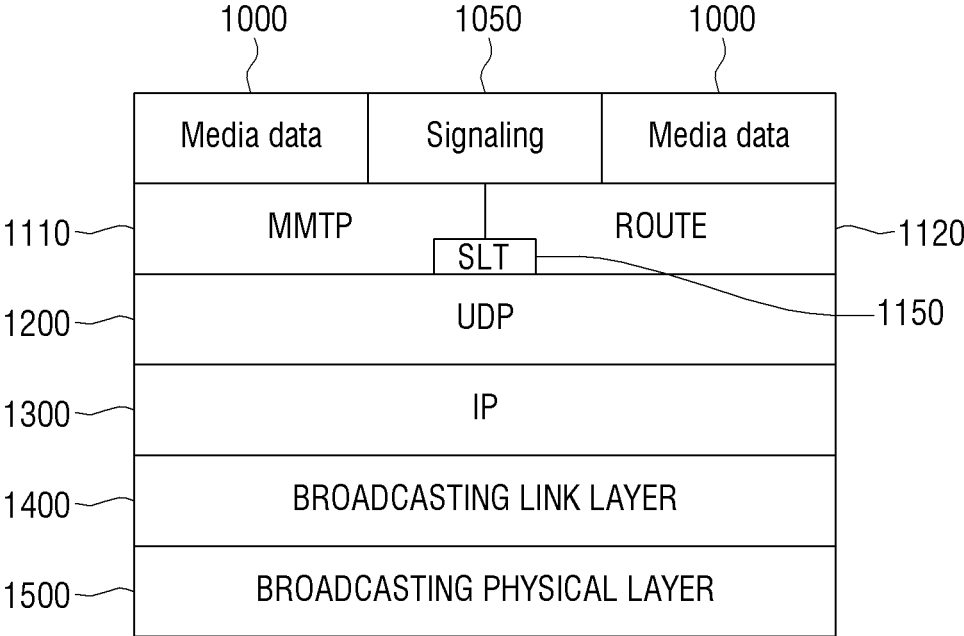 1000 1050 1000
Media data Signaling Media data
1110 MMTP ROUTE 1120
SLT
1150
1200 UDP
1300 IP
1400 BROADCASTING LINK LAYER
1500 BROADCASTING PHYSICAL LAYER